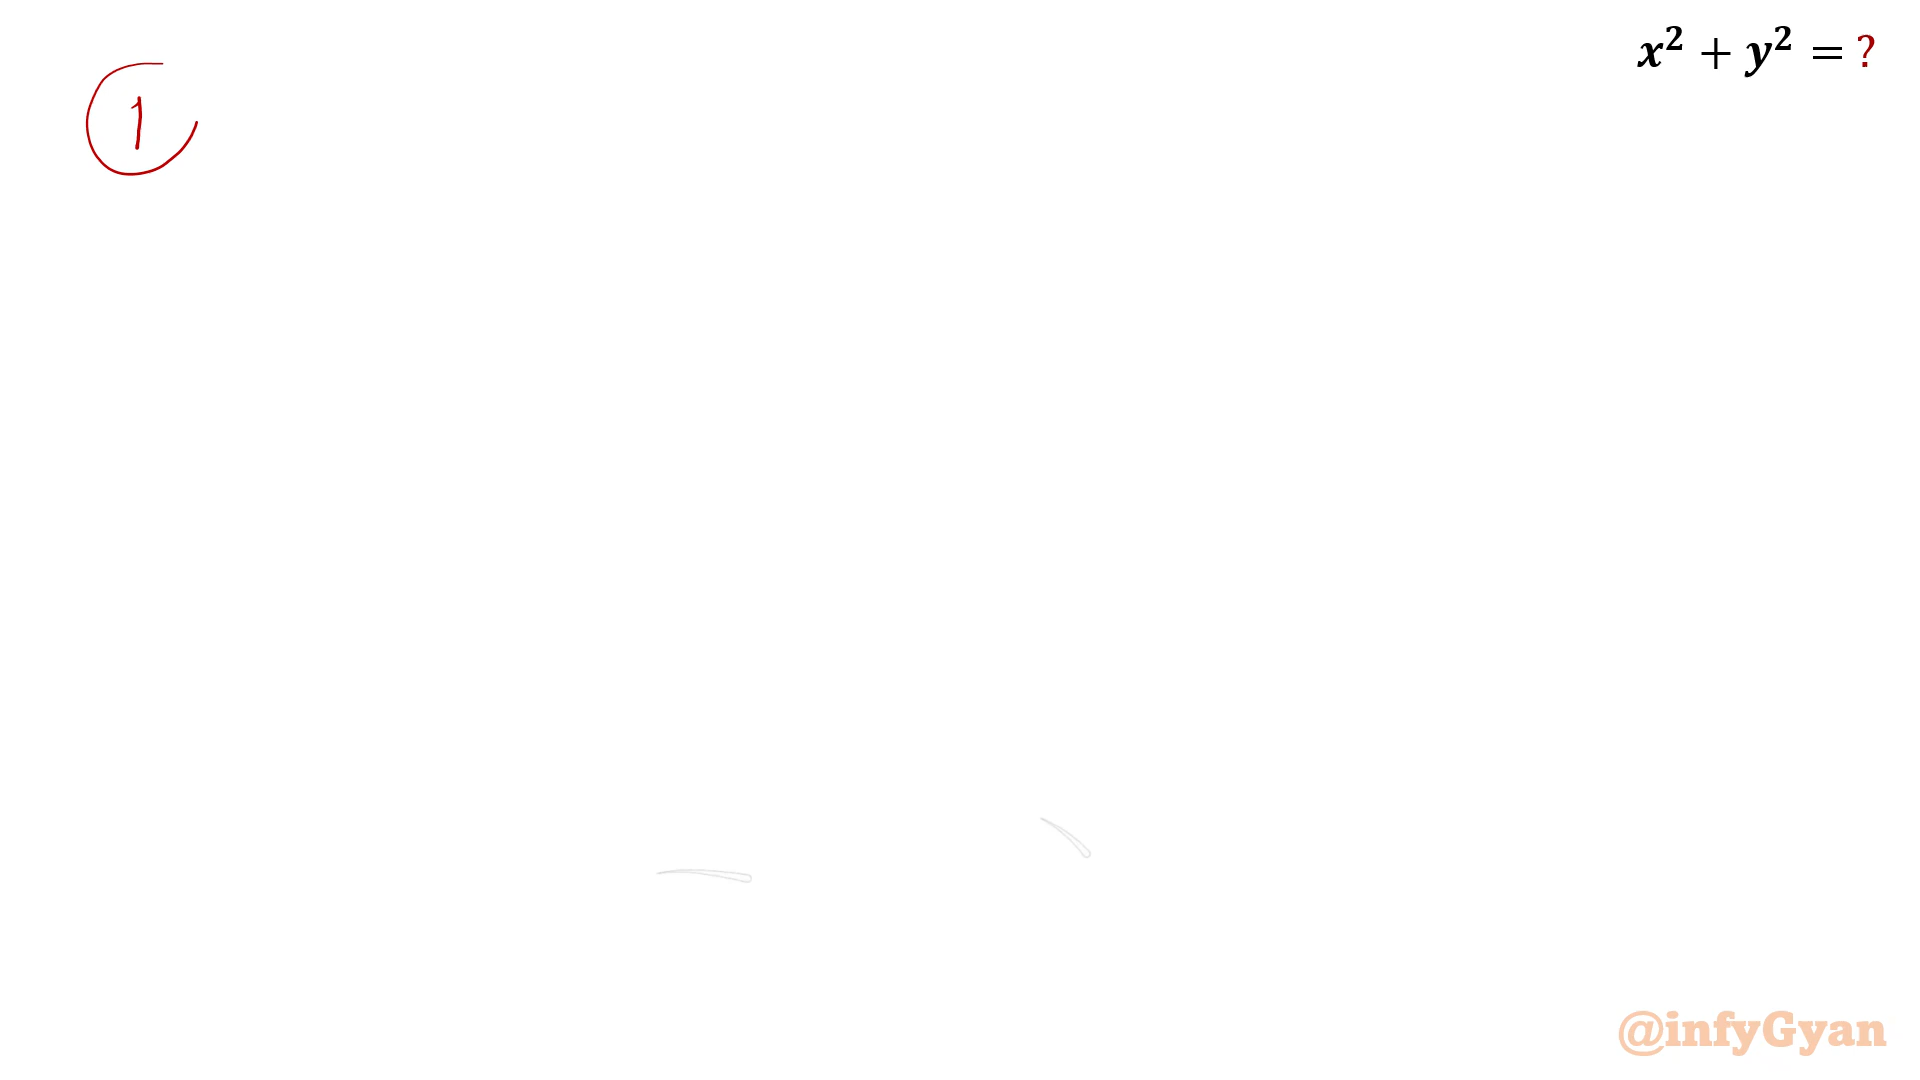 x² + y² = ?
1
@infyGyan